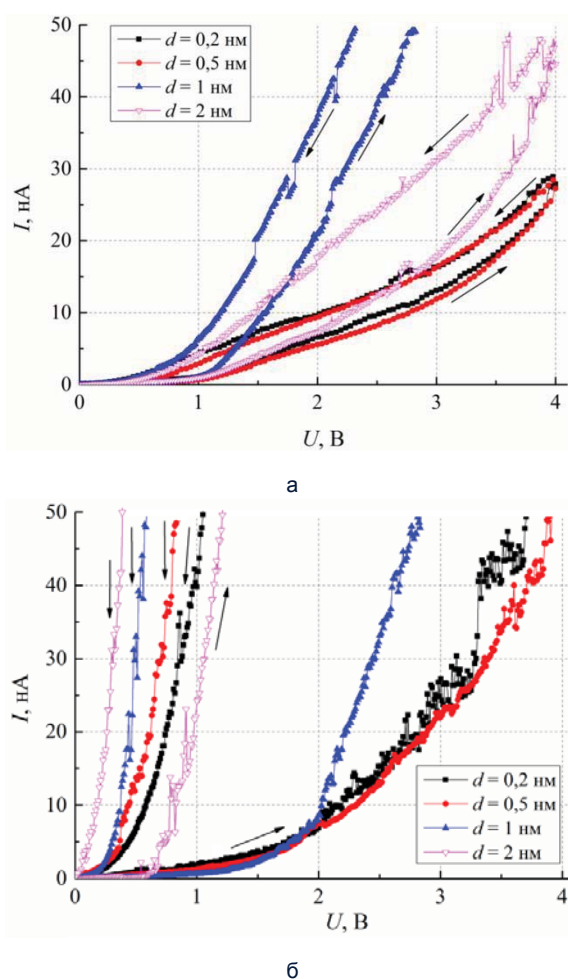 50
40
30
20
10
0
I, нА
d = 0,2 нм
d = 0,5 нм
d = 1 нм
d = 2 нм
0 1 2 3 4
U, В
а
50
40
30
20
10
0
I, нА
d = 0,2 нм
d = 0,5 нм
d = 1 нм
d = 2 нм
0 1 2 3 4
U, В
б